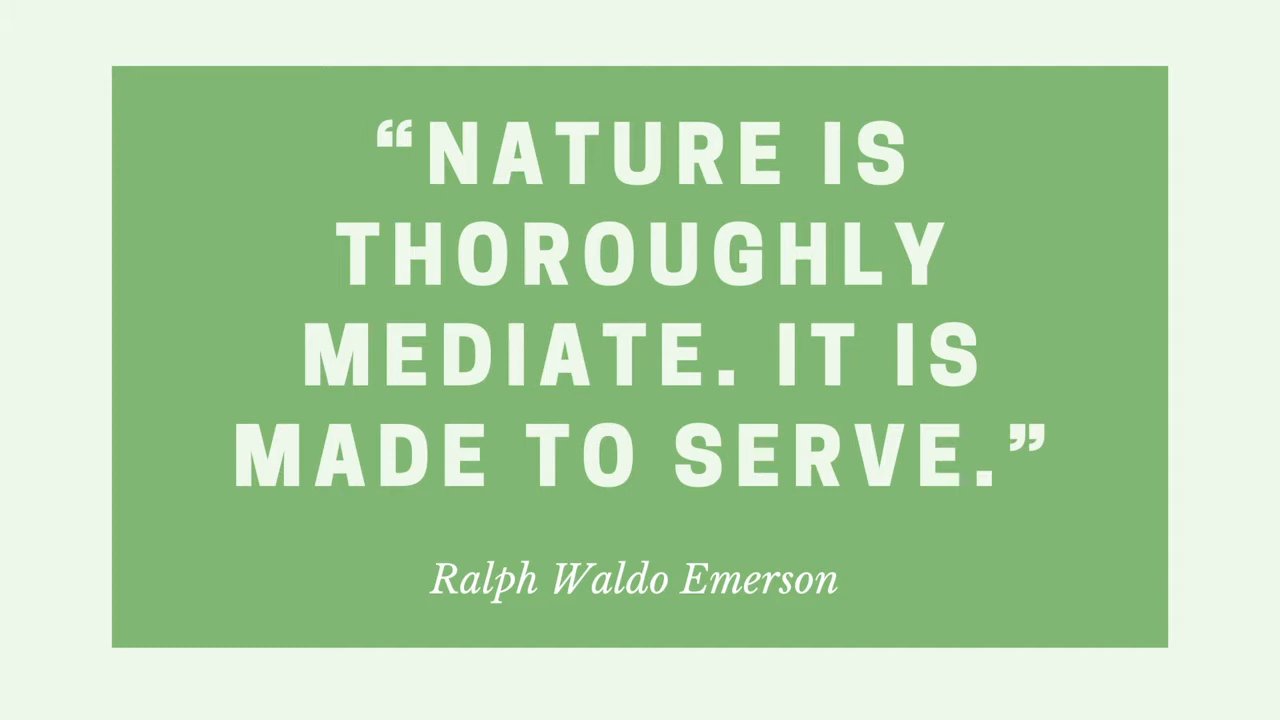 “NATURE IS
THOROUGHLY
MEDIATE. IT IS
MADE TO SERVE.”
Ralph Waldo Emerson